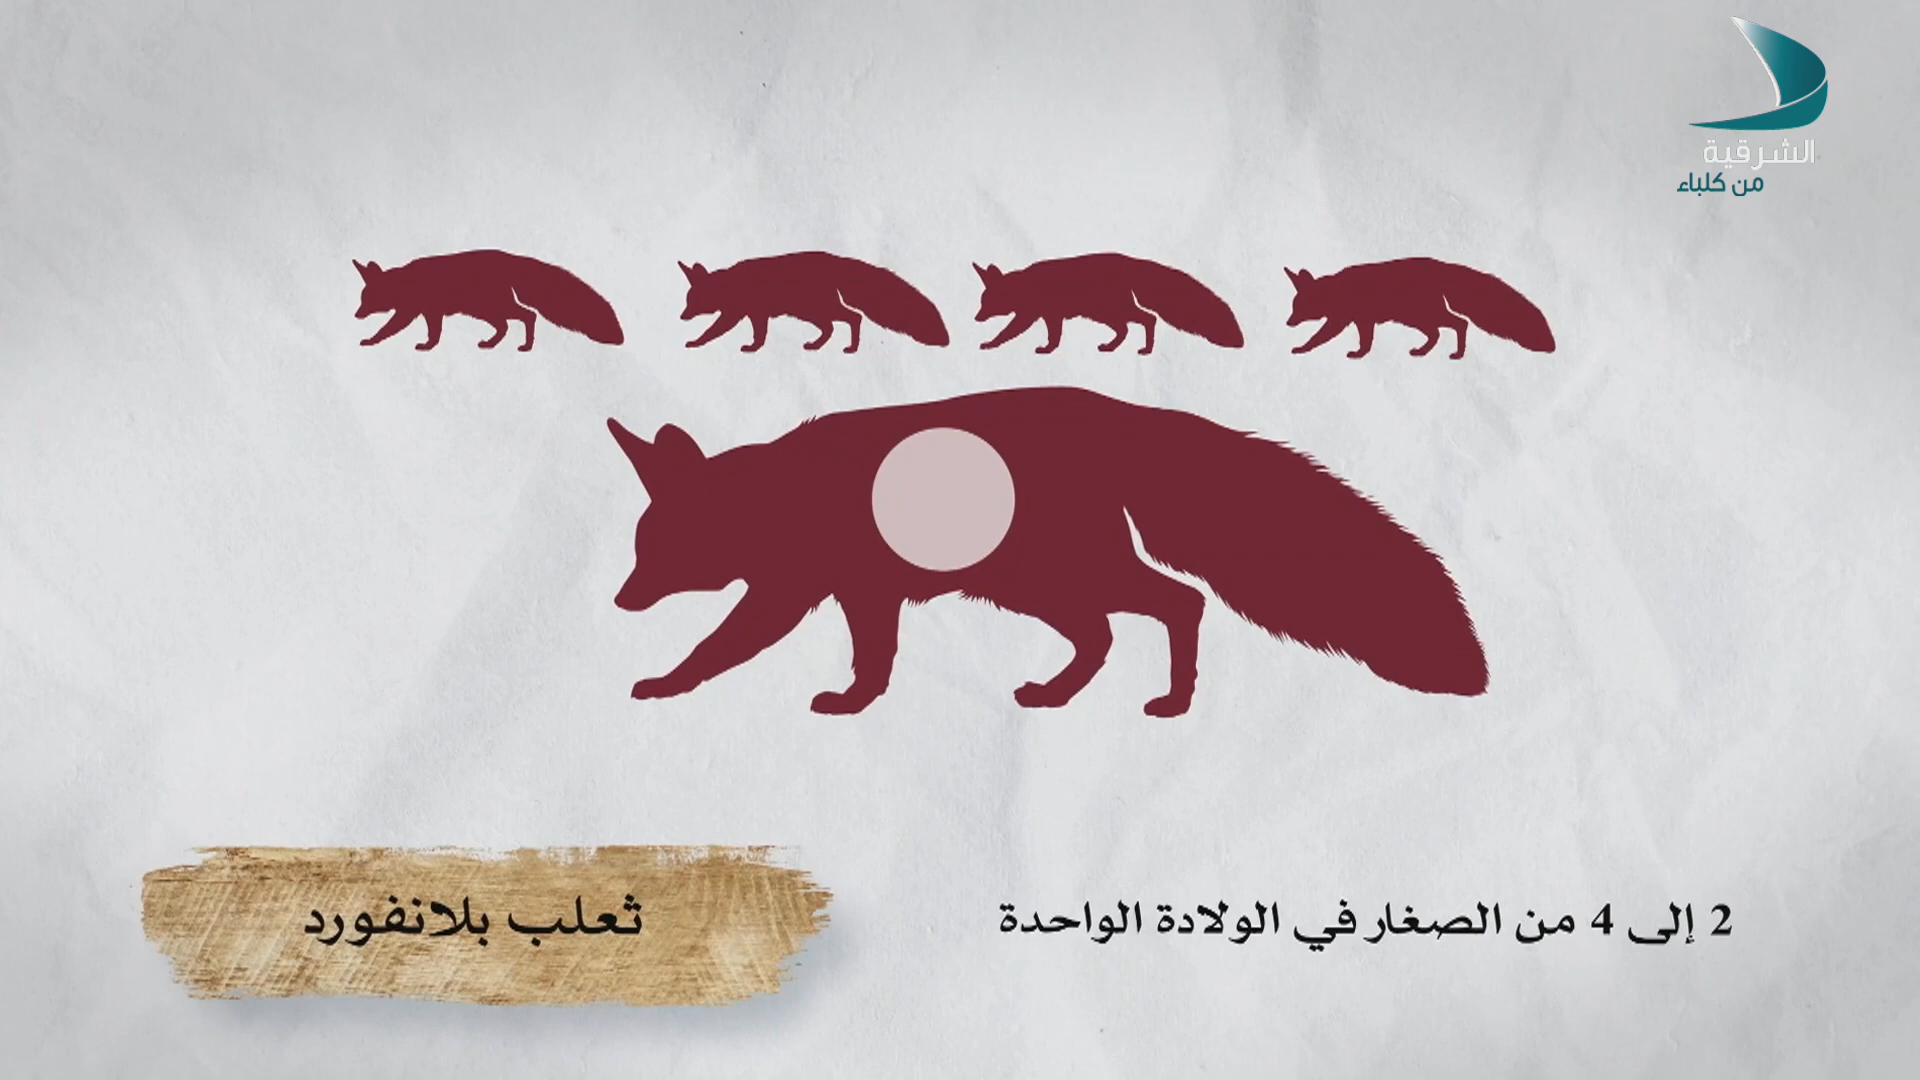 الشرقية
من كلباء
2 إلى 4 من الصغار في الولادة الواحدة
ثعلب بلانفورد